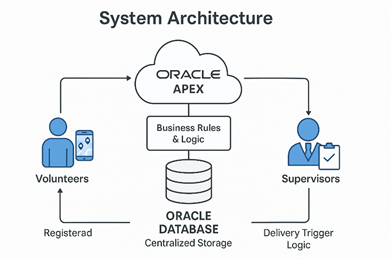 System Architecture
ORACLE
APEX
Business Rules
& Logic
Volunteers
Supervisors
ORACLE
DATABASE
Centralized Storage
Registerad
Delivery Trigger
Logic